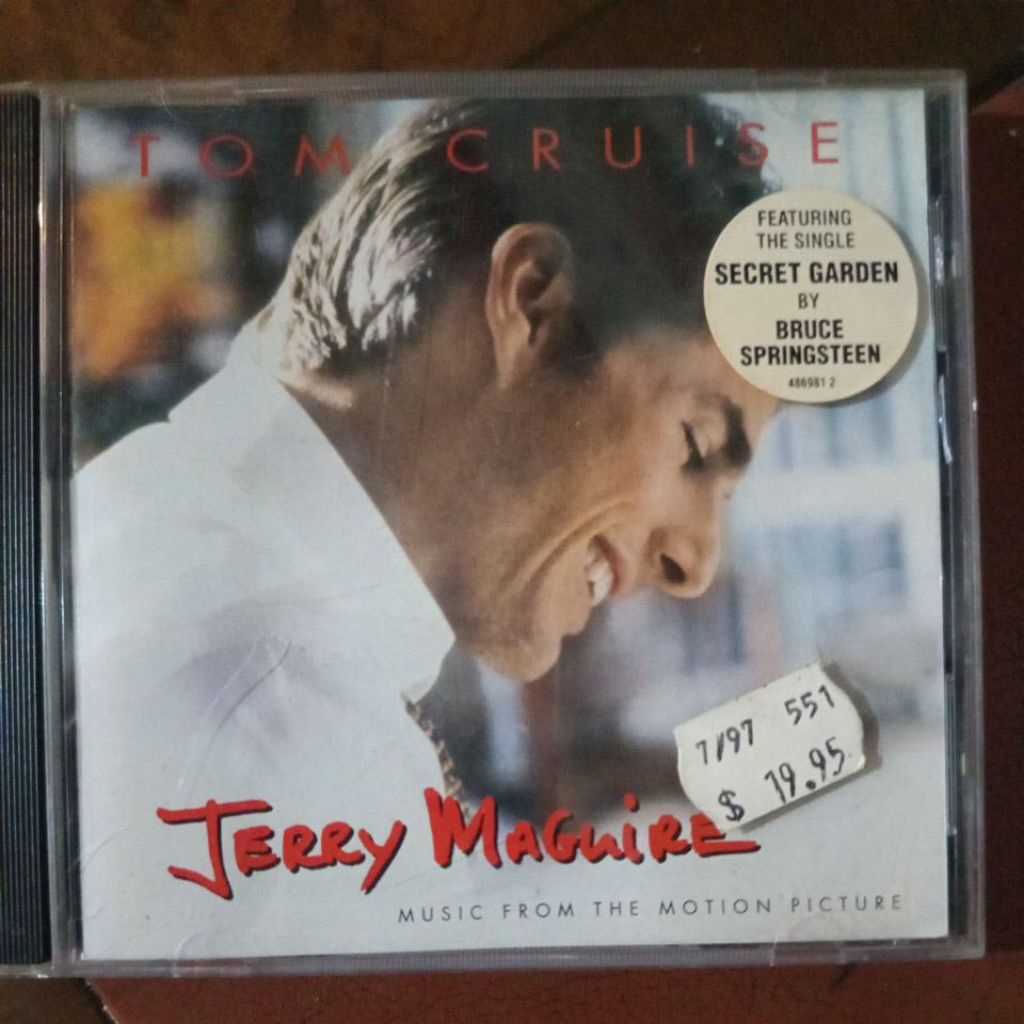 TOM CRUISE
FEATURING
THE SINGLE
SECRET GARDEN
BY
BRUCE
SPRINGSTEEN
486981 2
7/97 551
$ 19.95
JERRY MAGUIRE
MUSIC FROM THE MOTION PICTURE